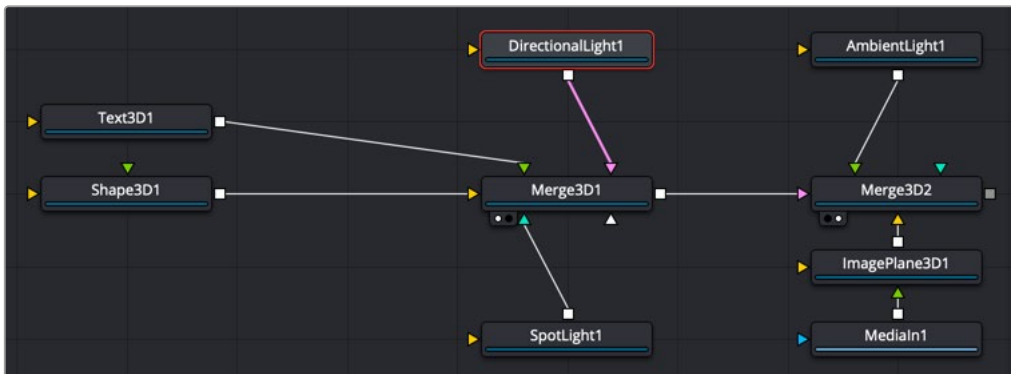 DirectionalLight1
AmbientLight1
Text3D1
Shape3D1
Merge3D1
Merge3D2
ImagePlane3D1
SpotLight1
MediaIn1